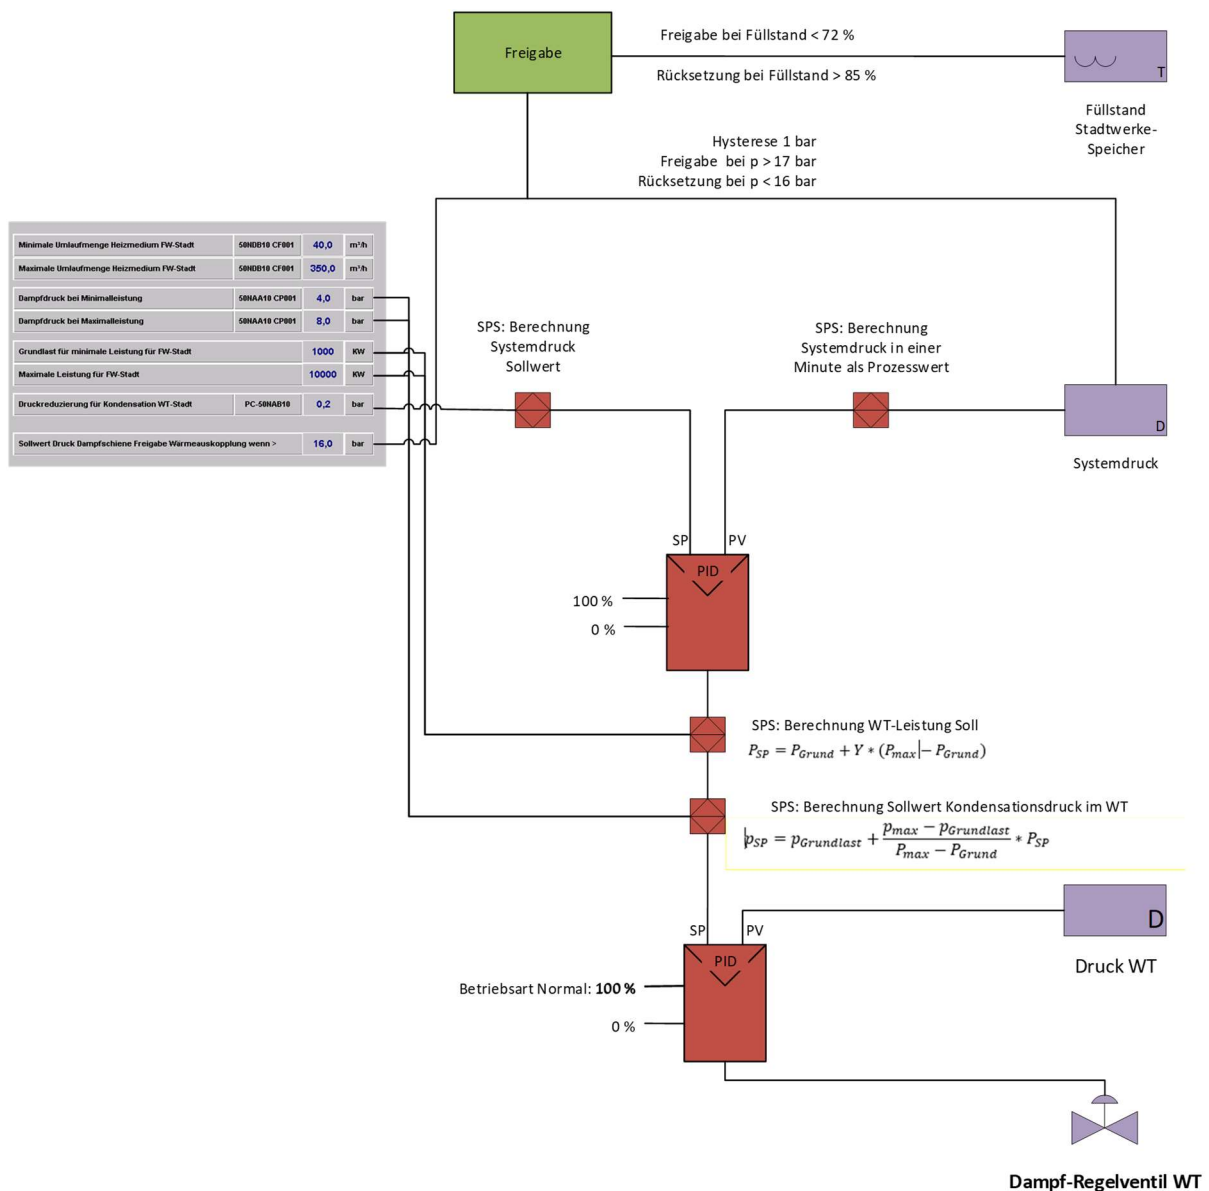 Freigabe
Freigabe bei Füllstand < 72 %
Rücksetzung bei Füllstand > 85 %
T
Füllstand
Stadtwerke-
Speicher
Hysterese 1 bar
Freigabe bei p > 17 bar
Rücksetzung bei p < 16 bar
Minimale Umlaufmenge Heizmedium FW-Stadt 50NDB10 CF001 40,0 m³/h
Maximale Umlaufmenge Heizmedium FW-Stadt 50NDB10 CF001 350,0 m³/h
Dampfdruck bei Minimalleistung 50NAA10 CP001 4,0 bar
Dampfdruck bei Maximalleistung 50NAA10 CP001 8,0 bar
Grundlast für minimale Leistung für FW-Stadt 1000 KW
Maximale Leistung für FW-Stadt 10000 KW
Druckreduzierung für Kondensation WT-Stadt PC-50NAB10 0,2 bar
Sollwert Druck Dampfschiene Freigabe Wärmeauskopplung wenn > 16,0 bar
SPS: Berechnung
Systemdruck
Sollwert
SPS: Berechnung
Systemdruck in einer
Minute als Prozesswert
D
Systemdruck
SP PV
PID
100 %
0 %
SPS: Berechnung WT-Leistung Soll
P_SP = P_Grund + Y * (P_max - P_Grund)
SPS: Berechnung Sollwert Kondensationsdruck im WT
p_SP = p_Grundlast + (p_max - p_Grundlast) / (P_max - P_Grund) * P_SP
D
Druck WT
SP PV
PID
Betriebsart Normal: 100 %
0 %
Dampf-Regelventil WT